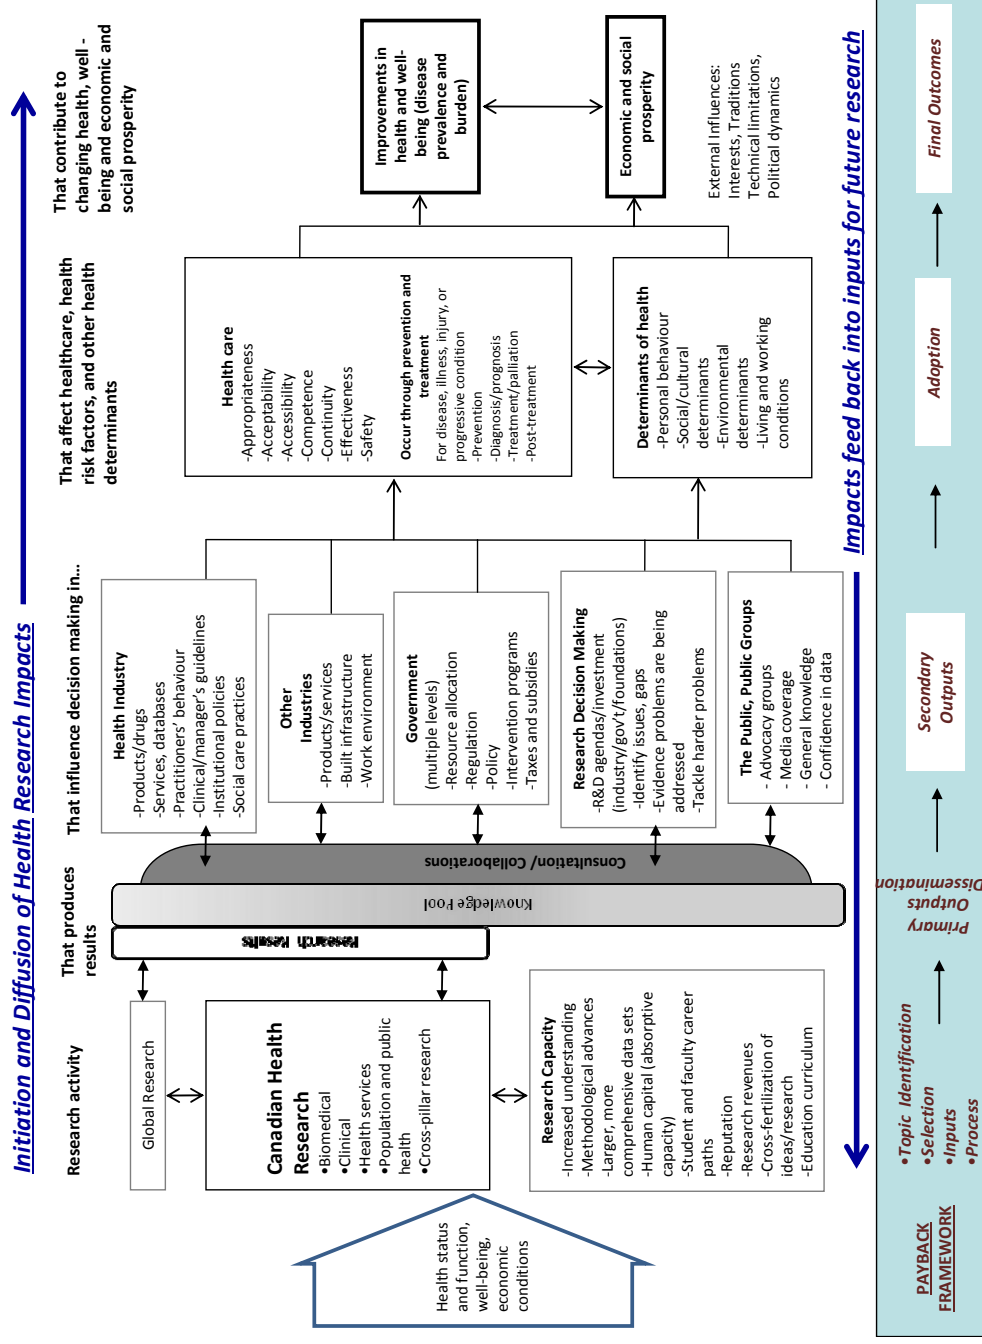 Initiation and Diffusion of Health Research Impacts
Research activity
That produces
results
That influence decision making in...
That affect healthcare, health
risk factors, and other health
determinants
That contribute to
changing health, well -
being and economic and
social prosperity
Health status
and function,
well-being,
economic
conditions
Global Research
Canadian Health
Research
•Biomedical
•Clinical
•Health services
•Population and public
health
•Cross-pillar research
Research Capacity
-Increased understanding
-Methodological advances
-Larger, more
comprehensive data sets
-Human capital (absorptive
capacity)
-Student and faculty career
paths
-Reputation
-Research revenues
-Cross-fertilization of
ideas/research
-Education curriculum
Research Results
Knowledge Pool
Consultation/ Collaborations
Health Industry
-Products/drugs
-Services, databases
-Practitioners' behaviour
-Clinical/manager's guidelines
-Institutional policies
-Social care practices
Other
Industries
-Products/services
-Built infrastructure
-Work environment
Government
(multiple levels)
-Resource allocation
-Regulation
-Policy
-Intervention programs
-Taxes and subsidies
Research Decision Making
-R&D agendas/investment
(industry/gov't/foundations)
-Identify issues, gaps
-Evidence problems are being
addressed
-Tackle harder problems
The Public, Public Groups
- Advocacy groups
- Media coverage
- General knowledge
- Confidence in data
Health care
-Appropriateness
-Acceptability
-Accessibility
-Competence
-Continuity
-Effectiveness
-Safety
Occur through prevention and
treatment
For disease, illness, injury, or
progressive condition
-Prevention
-Diagnosis/prognosis
-Treatment/palliation
-Post-treatment
Determinants of health
-Personal behaviour
-Social/cultural
determinants
-Environmental
determinants
-Living and working
conditions
Improvements in
health and well-
being (disease
prevalence and
burden)
Economic and social
prosperity
External Influences:
Interests, Traditions
Technical limitations,
Political dynamics
Impacts feed back into inputs for future research
PAYBACK
FRAMEWORK
•Topic Identification
•Selection
•Inputs
•Process
Primary
Outputs
Dissemination
Secondary
Outputs
Adoption
Final Outcomes